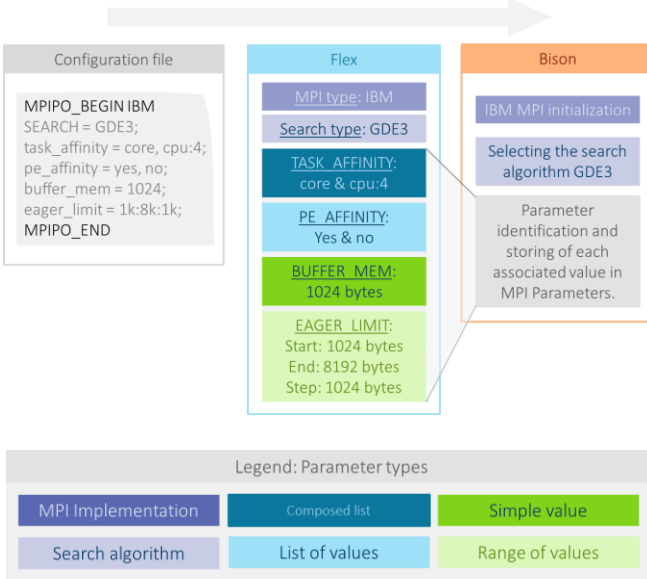 Configuration file
MPIPO_BEGIN IBM
SEARCH = GDE3;
task_affinity = core, cpu:4;
pe_affinity = yes, no;
buffer_mem = 1024;
eager_limit = 1k:8k:1k;
MPIPO_END
Flex
MPI type: IBM
Search type: GDE3
TASK_AFFINITY:
core & cpu:4
PE_AFFINITY:
Yes & no
BUFFER_MEM:
1024 bytes
EAGER_LIMIT:
Start: 1024 bytes
End: 8192 bytes
Step: 1024 bytes
Bison
IBM MPI initialization
Selecting the search
algorithm GDE3
Parameter
identification and
storing of each
associated value in
MPI Parameters.
Legend: Parameter types
MPI Implementation
Composed list
Simple value
Search algorithm
List of values
Range of values